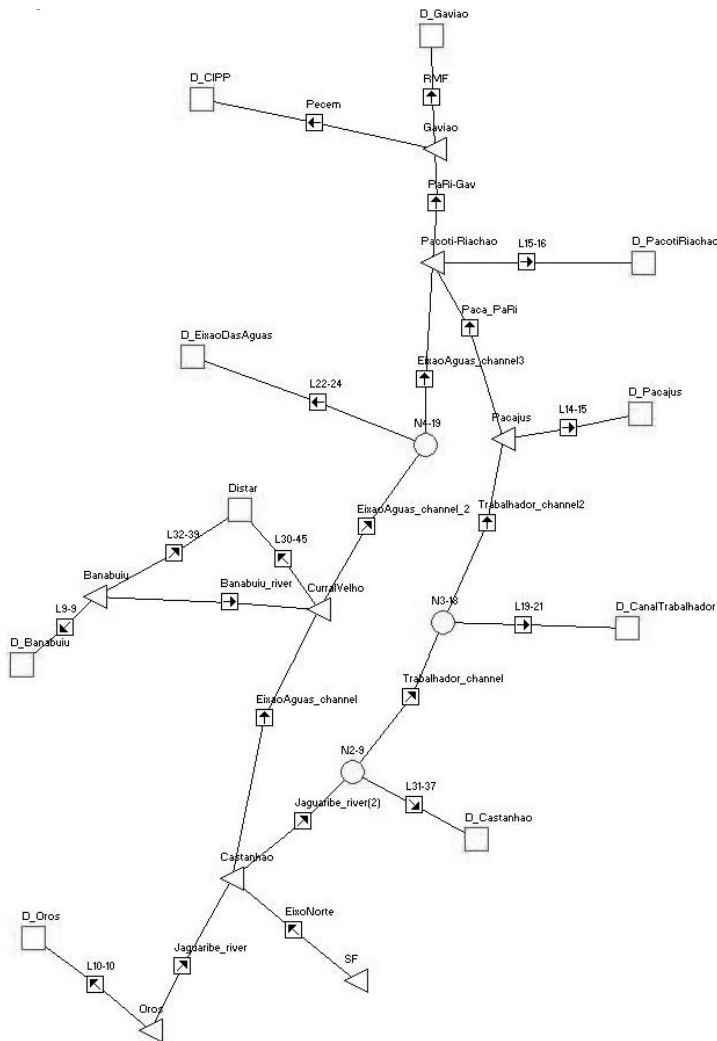 D_Gaviao
D_CIPP
RMF
Pecem
Gaviao
PaRi-Gav
Pacoti-Riachao
L15-16
D_PacotiRiachao
Paca_PaRi
D_EixaoDasAguas
EixaoAguas_channel3
L22-24
D_Pacajus
Pacajus
L14-15
N4-19
Distar
EixaoAguas_channel_2
Trabalhador_channel2
L32-39
L30-45
Banabuiu
Banabuiu_river
CurralVelho
N3-18
L9-9
L19-21
D_CanalTrabalhador
D_Banabuiu
EixaoAguas_channel
Trabalhador_channel
N2-9
L31-37
Jaguaribe_river(2)
D_Castanhao
Castanhao
D_Oros
EixoNorte
Jaguaribe_river
SF
L10-10
Oros